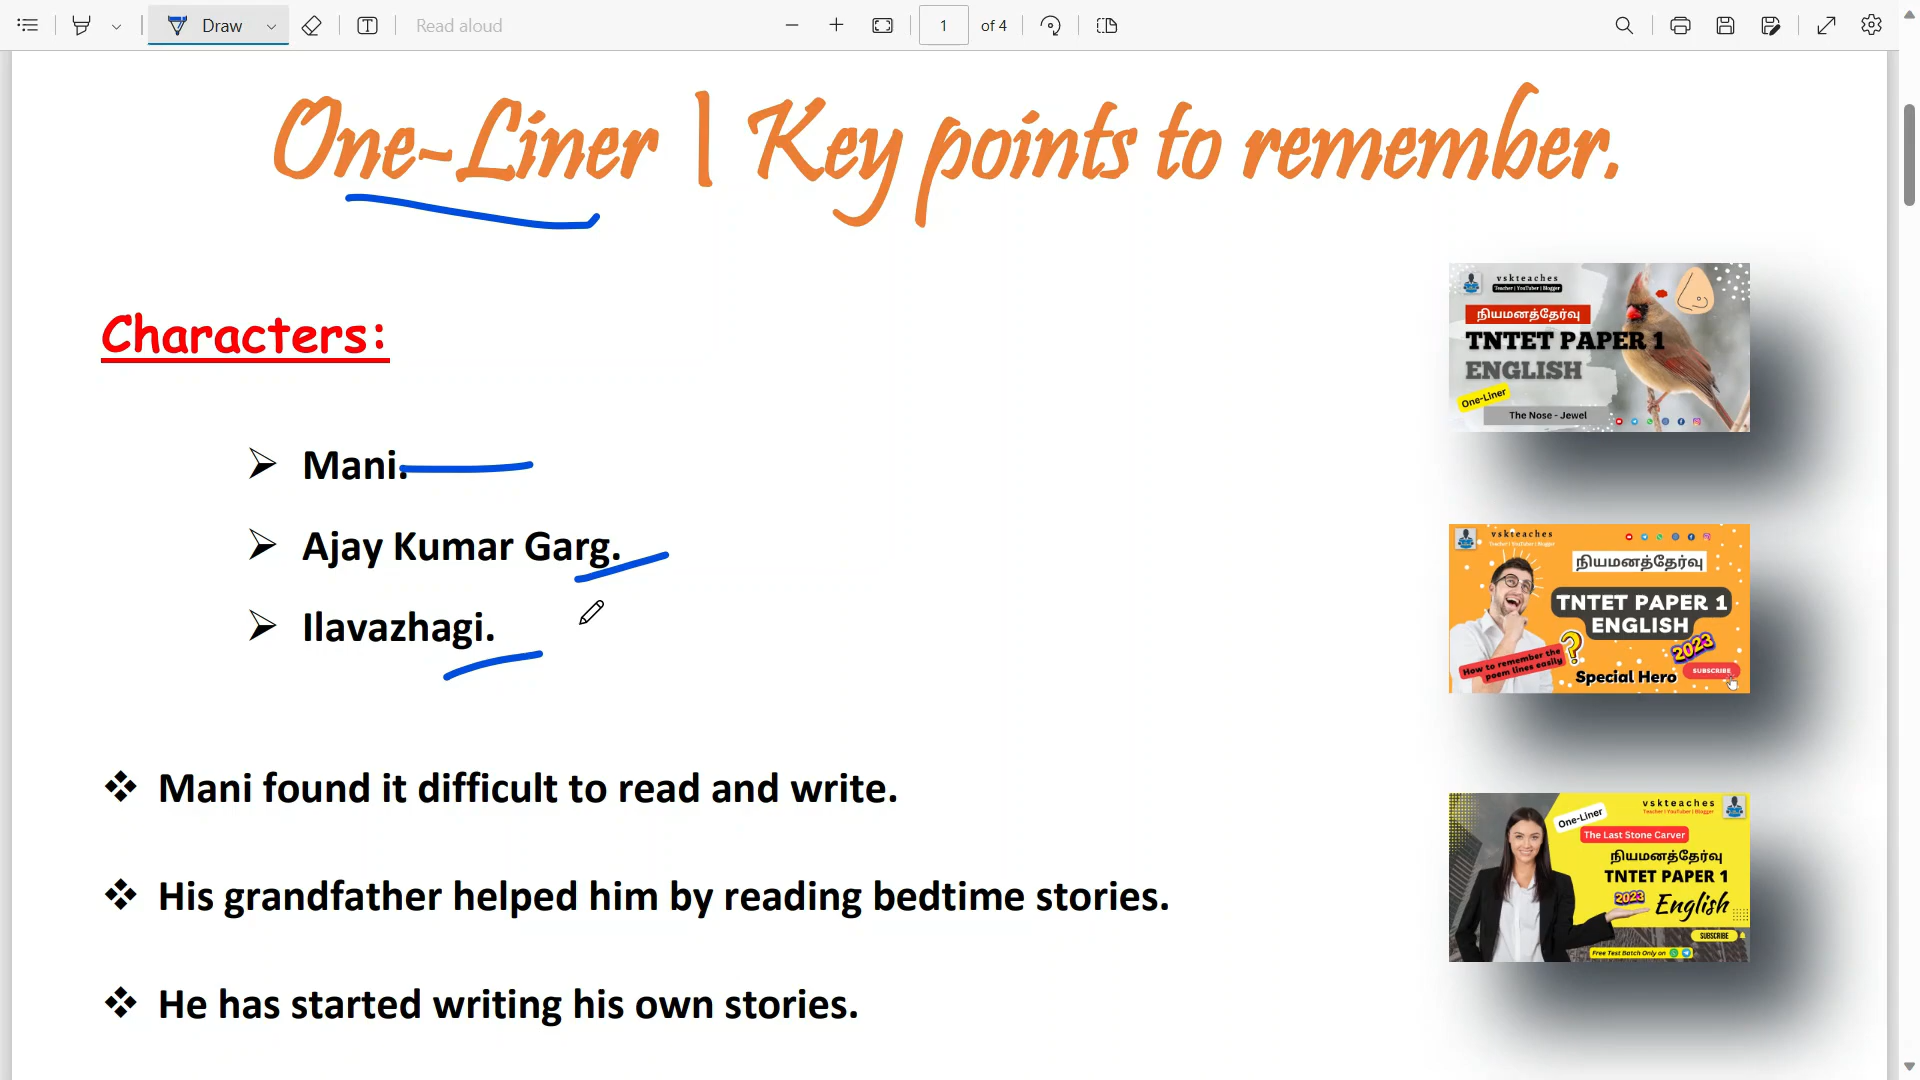 Draw
Read aloud
1 of 4
One-Liner | Key points to remember.
Characters:
Mani.
Ajay Kumar Garg.
Ilavazhagi.
Mani found it difficult to read and write.
His grandfather helped him by reading bedtime stories.
He has started writing his own stories.
vskteaches
Teacher | YouTuber | Blogger
நியமனத்தேர்வு
TNTET PAPER 1
ENGLISH
One-Liner
The Nose - Jewel
vskteaches
Teacher | YouTuber | Blogger
நியமனத்தேர்வு
TNTET PAPER 1
ENGLISH
2023
How to remember the
poem lines easily
?
Special Hero
SUBSCRIBE
vskteaches
Teacher | YouTuber | Blogger
One-Liner
The Last Stone Carver
நியமனத்தேர்வு
TNTET PAPER 1
2023 English
SUBSCRIBE
Free Test Batch Only on